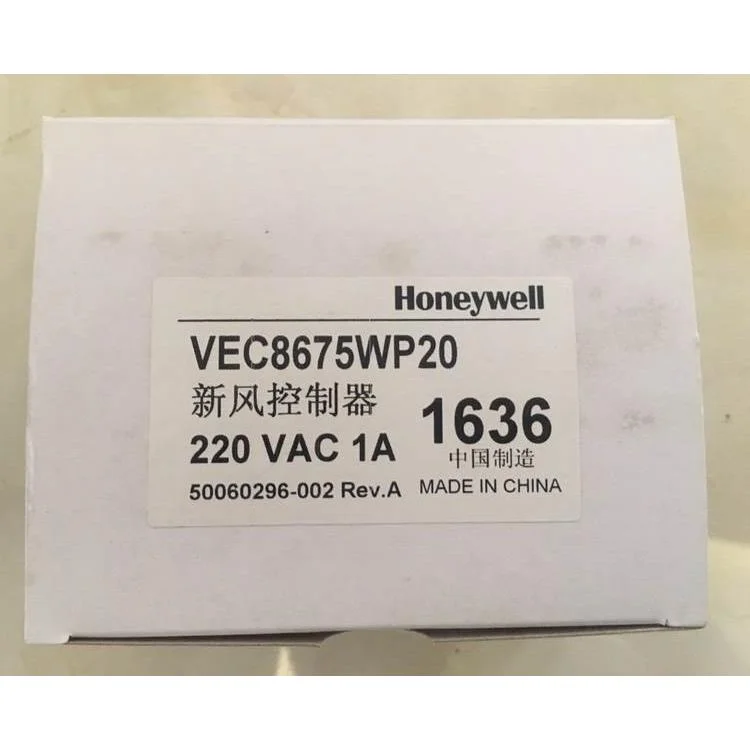 Honeywell
VEC8675WP20
新风控制器
1636
220 VAC 1A
中国制造
50060296-002 Rev.A
MADE IN CHINA